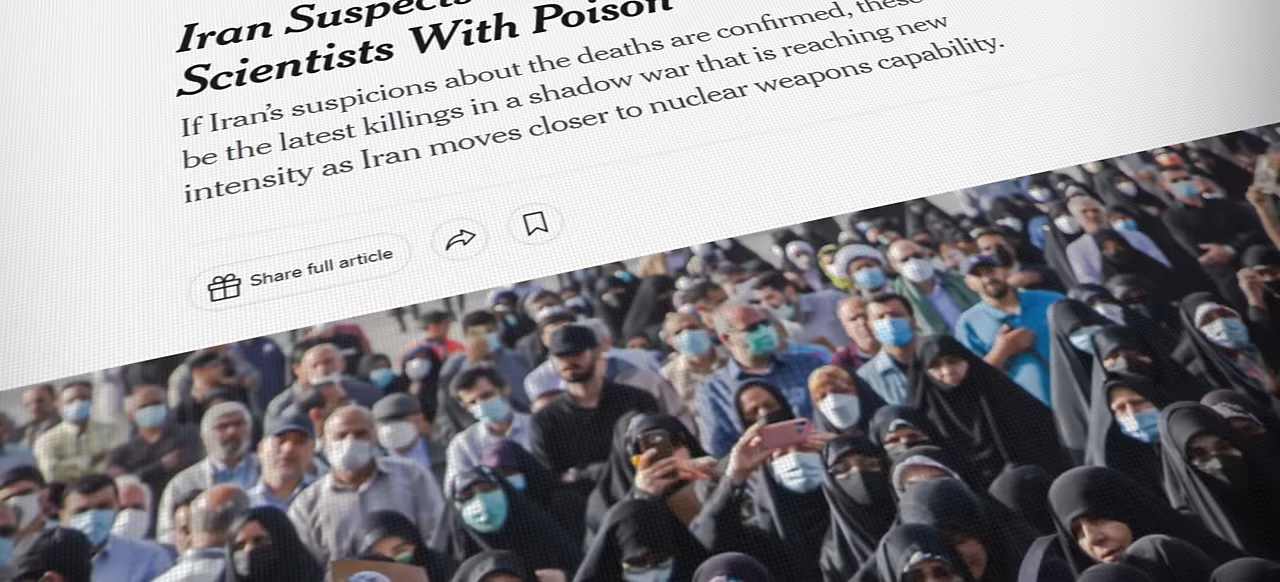 Iran Suspects
Scientists With Poison
If Iran's suspicions about the deaths are confirmed, these
be the latest killings in a shadow war that is reaching new
intensity as Iran moves closer to nuclear weapons capability.
Share full article